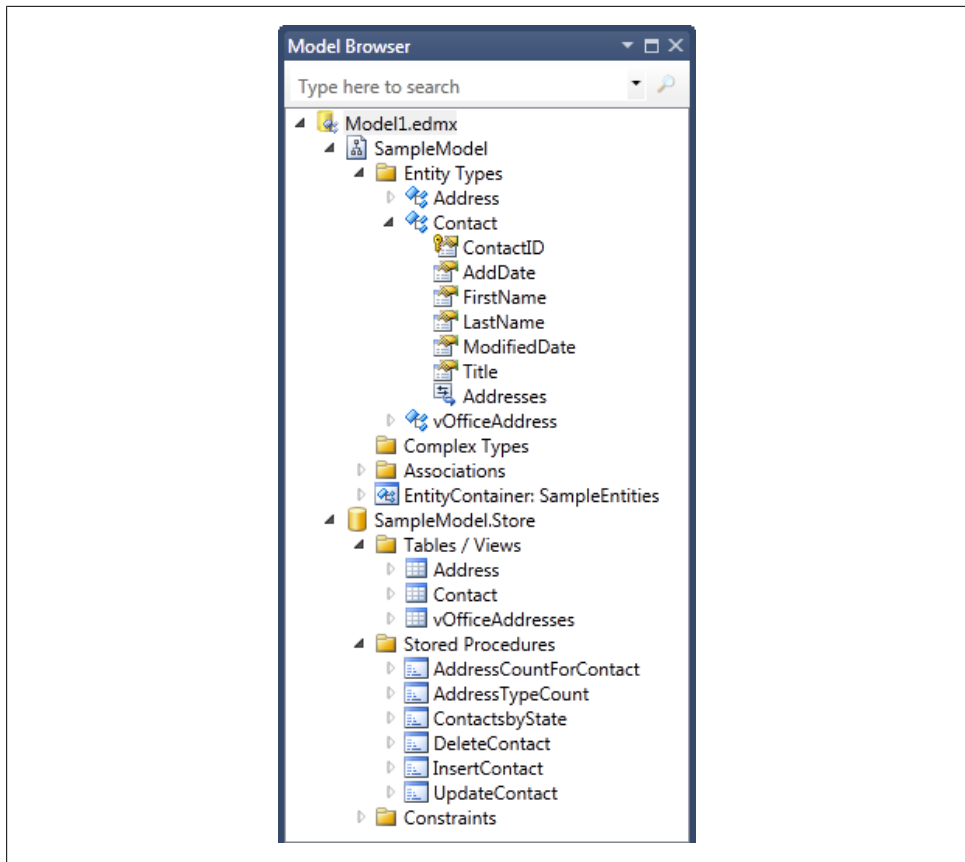 Model Browser
Type here to search
Model1.edmx
SampleModel
Entity Types
Address
Contact
ContactID
AddDate
FirstName
LastName
ModifiedDate
Title
Addresses
vOfficeAddress
Complex Types
Associations
EntityContainer: SampleEntities
SampleModel.Store
Tables / Views
Address
Contact
vOfficeAddresses
Stored Procedures
AddressCountForContact
AddressTypeCount
ContactsbyState
DeleteContact
InsertContact
UpdateContact
Constraints